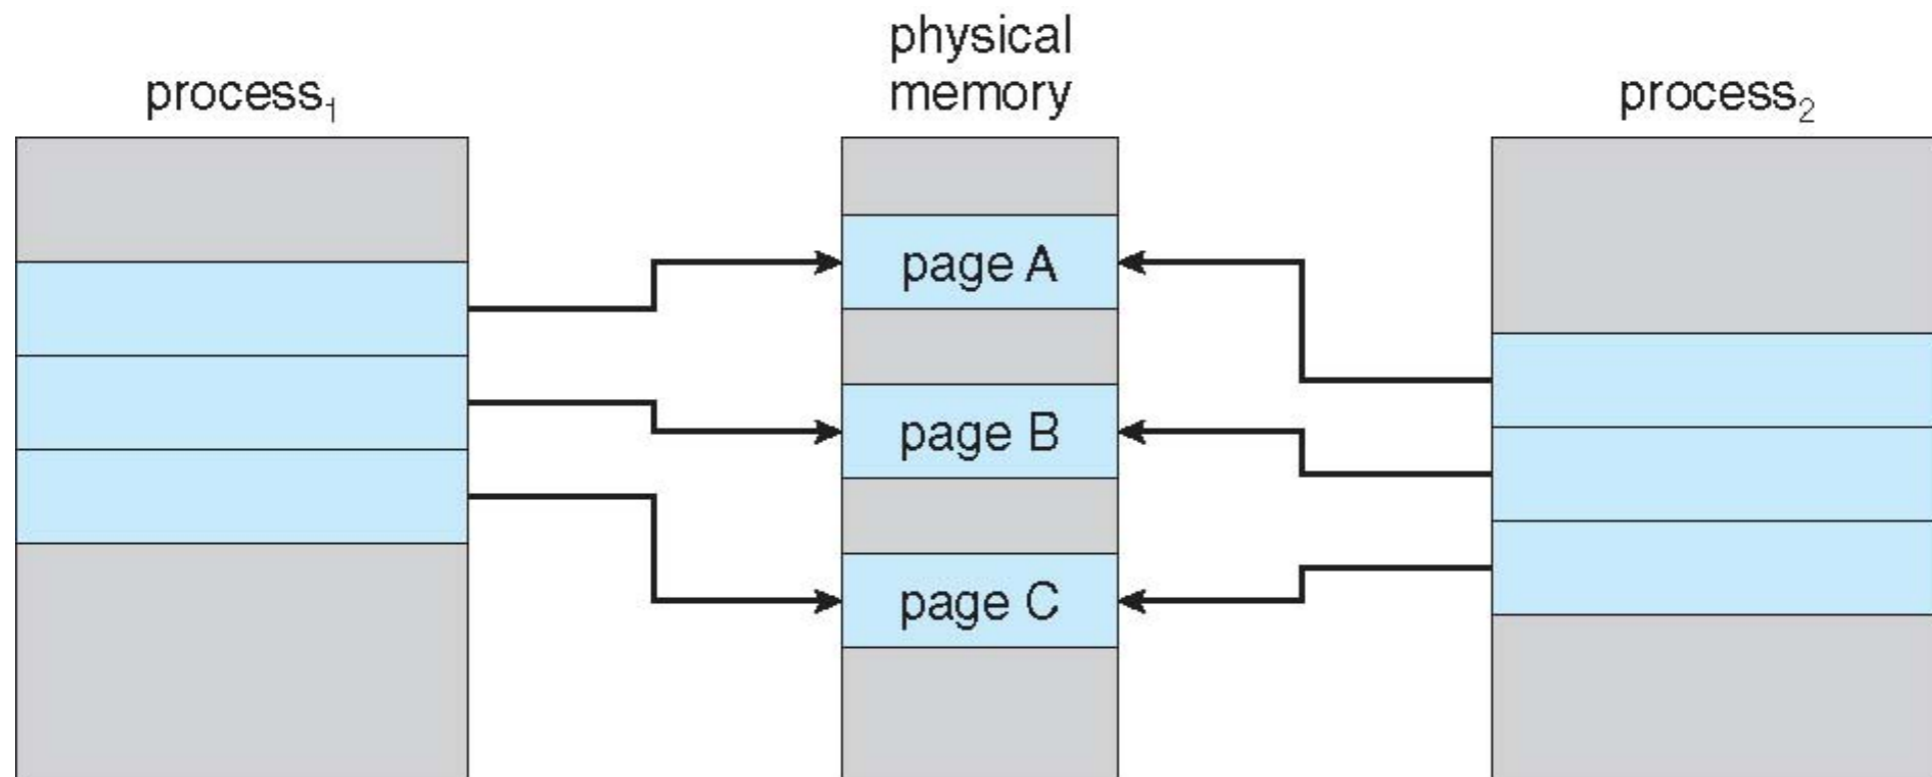 physical
memory
process₁
process₂
page A
page B
page C